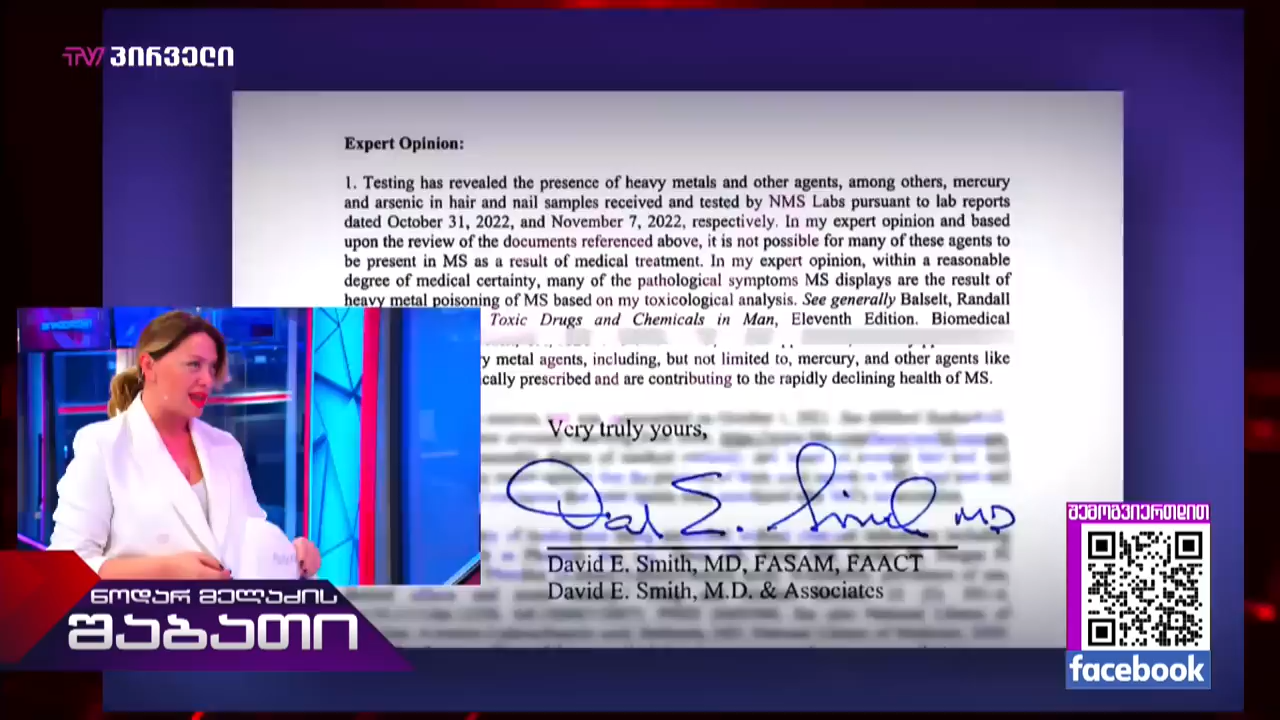 TV პირველი
Expert Opinion:
1. Testing has revealed the presence of heavy metals and other agents, among others, mercury
and arsenic in hair and nail samples received and tested by NMS Labs pursuant to lab reports
dated October 31, 2022, and November 7, 2022, respectively. In my expert opinion and based
upon the review of the documents referenced above, it is not possible for many of these agents to
be present in MS as a result of medical treatment. In my expert opinion, within a reasonable
degree of medical certainty, many of the pathological symptoms MS displays are the result of
heavy metal poisoning of MS based on my toxicological analysis. See generally Balselt, Randall
Toxic Drugs and Chemicals in Man, Eleventh Edition. Biomedical
y metal agents, including, but not limited to, mercury, and other agents like
cally prescribed and are contributing to the rapidly declining health of MS.
Very truly yours,
David E. Smith MD
David E. Smith, MD, FASAM, FAACT
David E. Smith, M.D. & Associates
ნოდარ მელაძის
შაბათი
შემოგვიერთდით
facebook